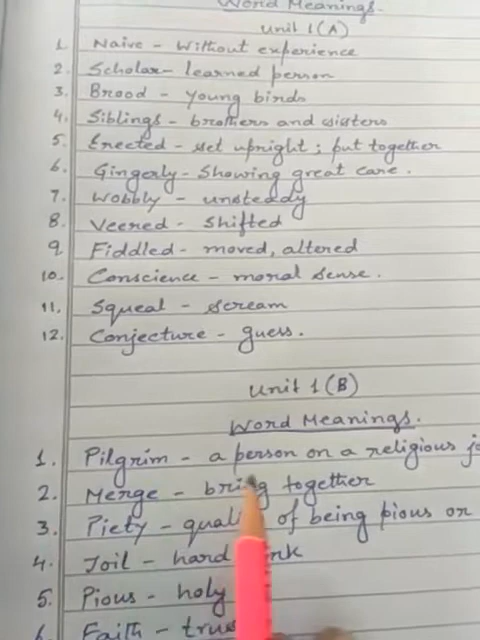 Word Meanings.
Unit 1(A)
1. Naive - Without experience
2. Scholar - learned person
3. Brood - young birds
4. Siblings - brothers and sisters
5. Erected - set upright; put together
6. Gingerly - Showing great care.
7. Wobbly - unsteady
8. Veered - Shifted
9. Fiddled - moved, altered
10. Conscience - moral sense.
11. Squeal - scream
12. Conjecture - guess.
Unit 1(B)
Word Meanings.
1. Pilgrim - a person on a religious
2. Merge - bring together
3. Piety - of being pious or
4. Toil - hard
5. Pious - holy
6. Faith -